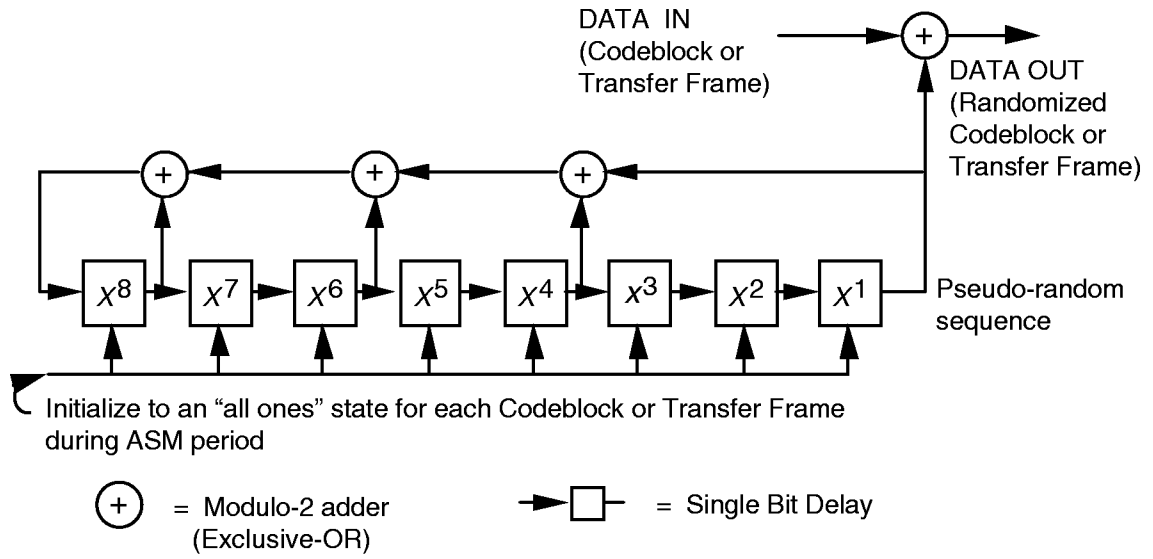 DATA IN
(Codeblock or
Transfer Frame)
+
DATA OUT
(Randomized
Codeblock or
Transfer Frame)
+ + +
X8 X7 X6 X5 X4 x3 X2 X1
Pseudo-random
sequence
Initialize to an “all ones” state for each Codeblock or Transfer Frame
during ASM period
+ = Modulo-2 adder
(Exclusive-OR)
= Single Bit Delay